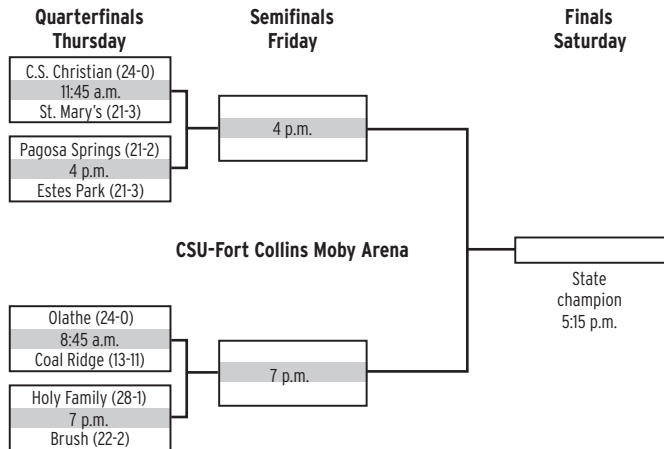 Quarterfinals
Thursday
Semifinals
Friday
Finals
Saturday
C.S. Christian (24-0)
11:45 a.m.
St. Mary's (21-3)
4 p.m.
Pagosa Springs (21-2)
4 p.m.
Estes Park (21-3)
CSU-Fort Collins Moby Arena
State
champion
5:15 p.m.
Olathe (24-0)
8:45 a.m.
Coal Ridge (13-11)
7 p.m.
Holy Family (28-1)
7 p.m.
Brush (22-2)